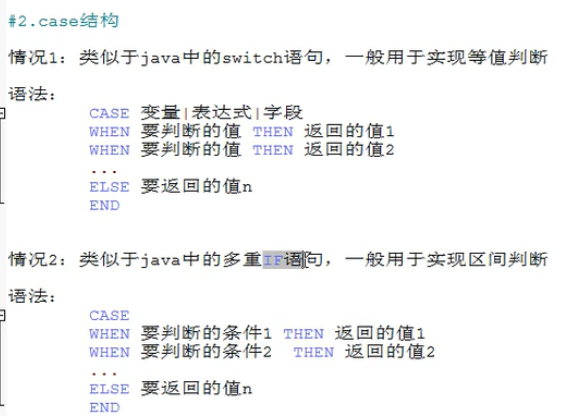 #2.case结构
情况1：类似于java中的switch语句，一般用于实现等值判断
语法：
CASE 变量|表达式|字段
WHEN 要判断的值 THEN 返回的值1
WHEN 要判断的值 THEN 返回的值2
...
ELSE 要返回的值n
END
情况2：类似于java中的多重IF语句，一般用于实现区间判断
语法：
CASE
WHEN 要判断的条件1 THEN 返回的值1
WHEN 要判断的条件2 THEN 返回的值2
...
ELSE 要返回的值n
END